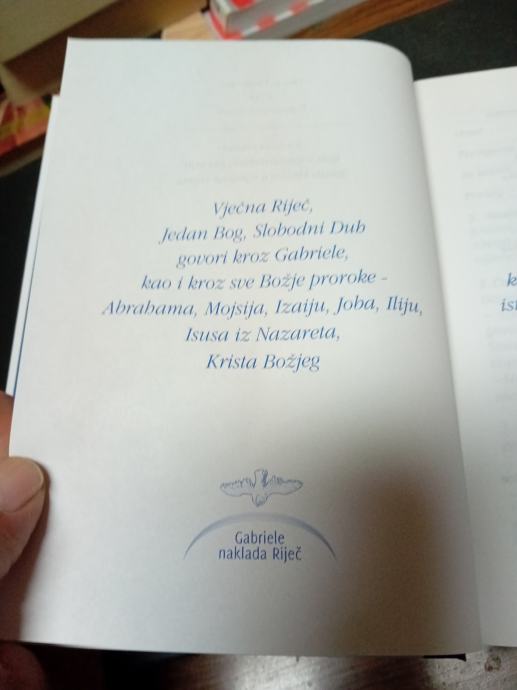 Vječna Riječ,
Jedan Bog, Slobodni Duh
govori kroz Gabriele,
kao i kroz sve Božje proroke -
Abrahama, Mojsija, Izaiju, Joba, Iliju,
Isusa iz Nazareta,
Krista Božjeg
Gabriele
naklada Riječ